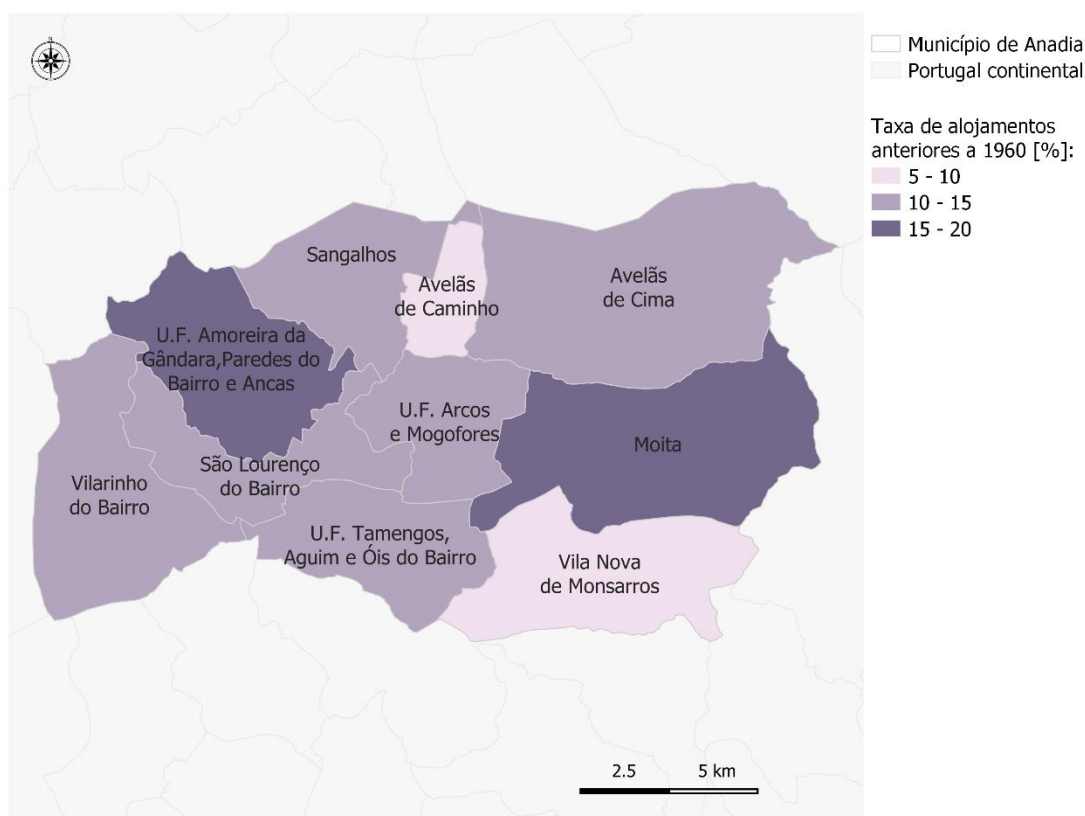 N
Município de Anadia
Portugal continental
Taxa de alojamentos
anteriores a 1960 [%]:
5 - 10
10 - 15
15 - 20
Sangalhos
Avelãs
de Caminho
Avelãs
de Cima
U.F. Amoreira da
Gândara,Paredes do
Bairro e Ancas
U.F. Arcos
e Mogofores
Moita
São Lourenço
do Bairro
Vilarinho
do Bairro
U.F. Tamengos,
Aguim e Óis do Bairro
Vila Nova
de Monsarros
2.5 5 km